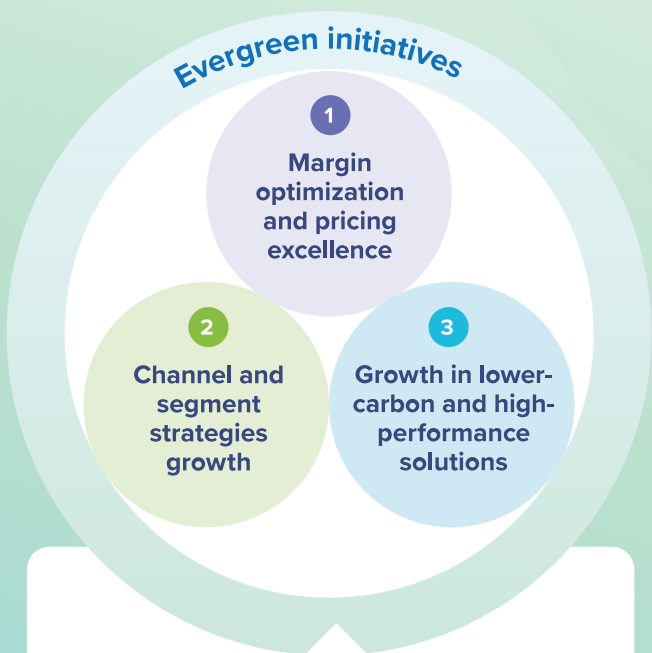 Evergreen initiatives
1
Margin
optimization
and pricing
excellence
2
Channel and
segment
strategies
growth
3
Growth in lower-
carbon and high-
performance
solutions